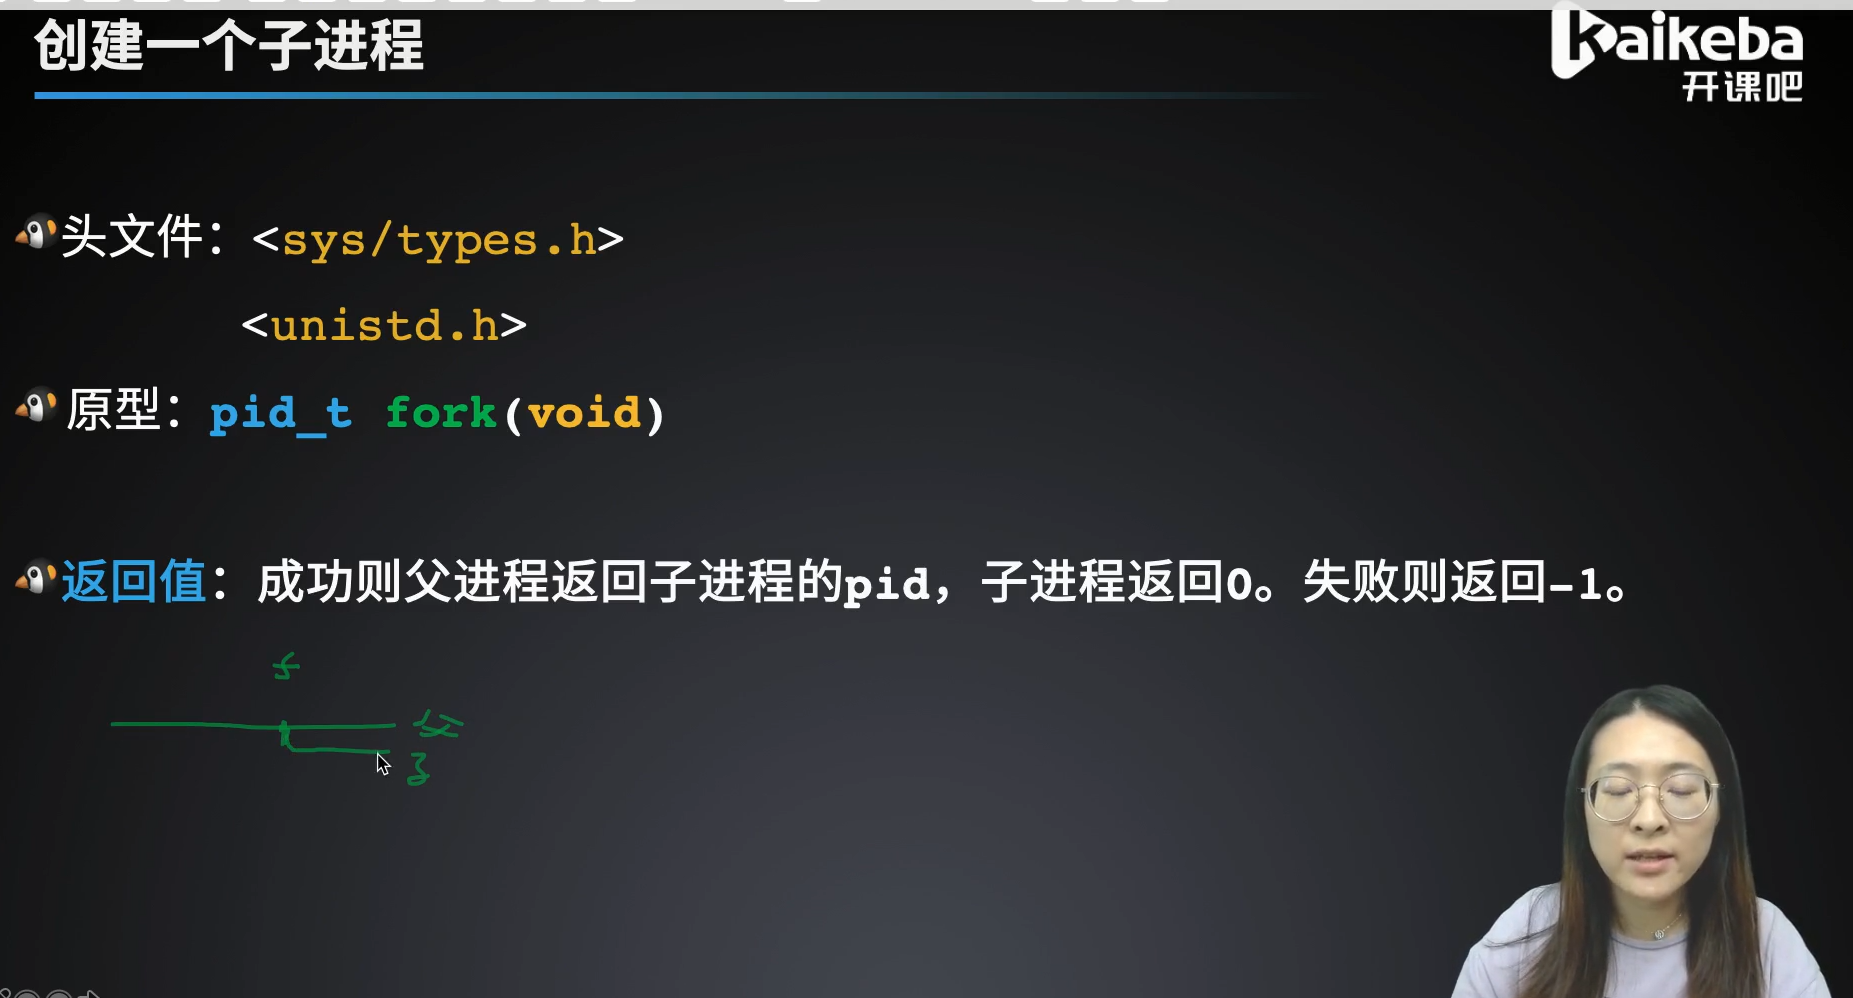 创建一个子进程
kaikeba
开课吧
头文件：<sys/types.h>
<unistd.h>
原型：pid_t fork(void)
返回值：成功则父进程返回子进程的pid，子进程返回0。失败则返回-1。
父
子